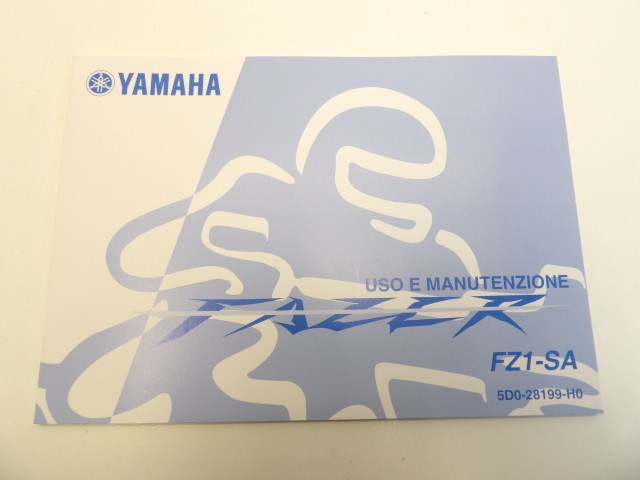 YAMAHA
USO E MANUTENZIONE
FAZER
FZ1-SA
5D0-28199-H0